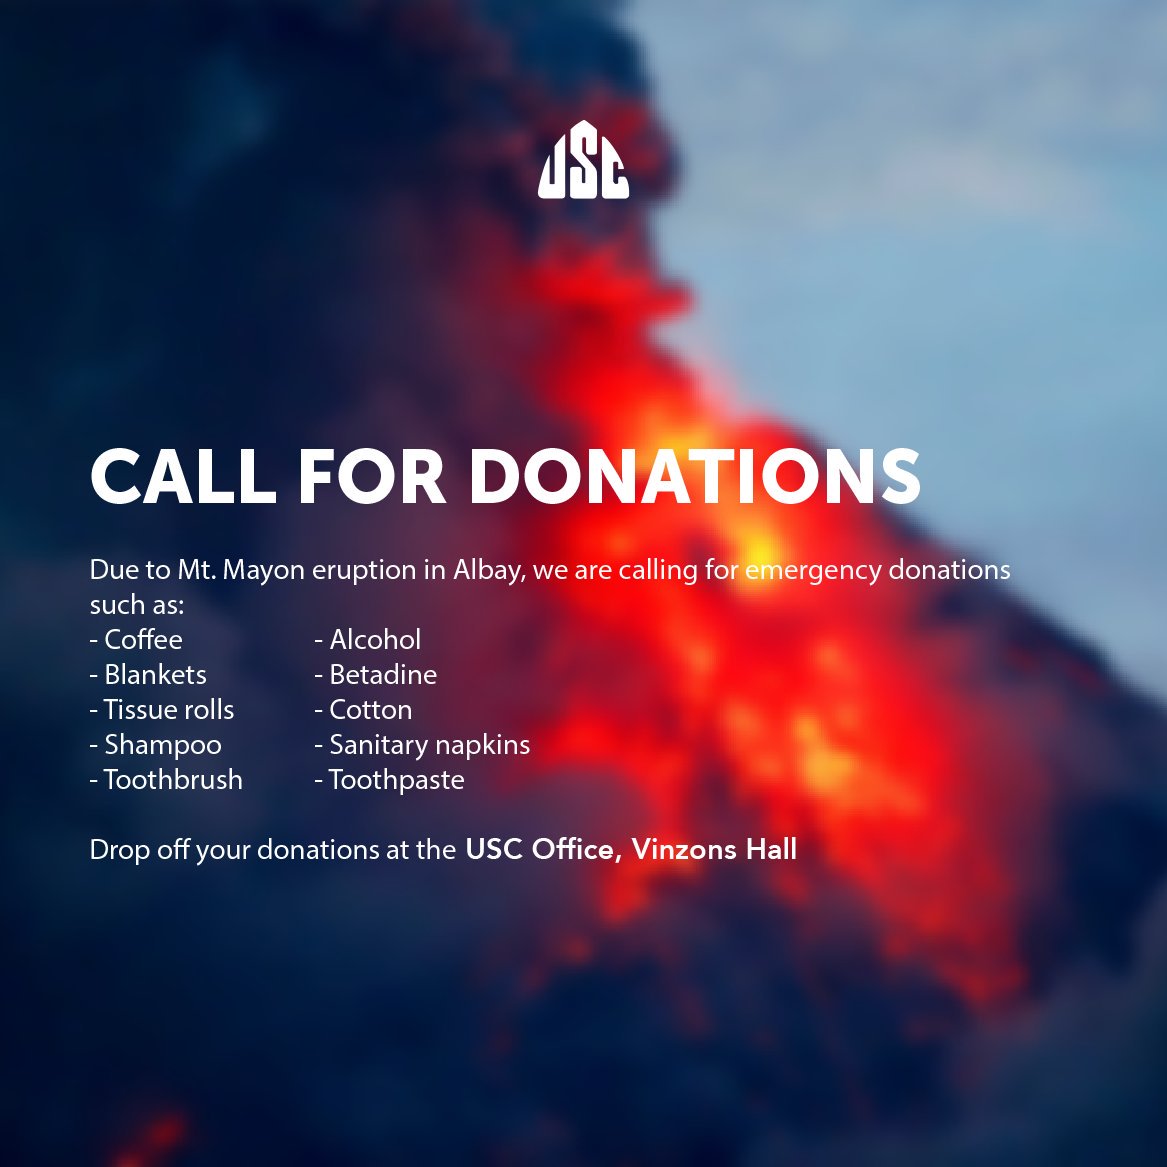 USC
CALL FOR DONATIONS
Due to Mt. Mayon eruption in Albay, we are calling for emergency donations
such as:
- Coffee
- Blankets
- Tissue rolls
- Shampoo
- Toothbrush
- Alcohol
- Betadine
- Cotton
- Sanitary napkins
- Toothpaste
Drop off your donations at the USC Office, Vinzons Hall